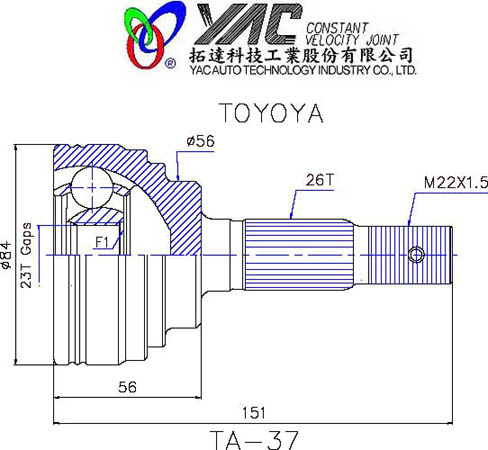 YAC CONSTANT
VELOCITY JOINT
拓達科技工業股份有限公司
YAC AUTO TECHNOLOGY INDUSTRY CO., LTD.
®
TOYOYA
ø56
26T
M22X1.5
F1
ø84
23T Gaps
56
151
TA-37